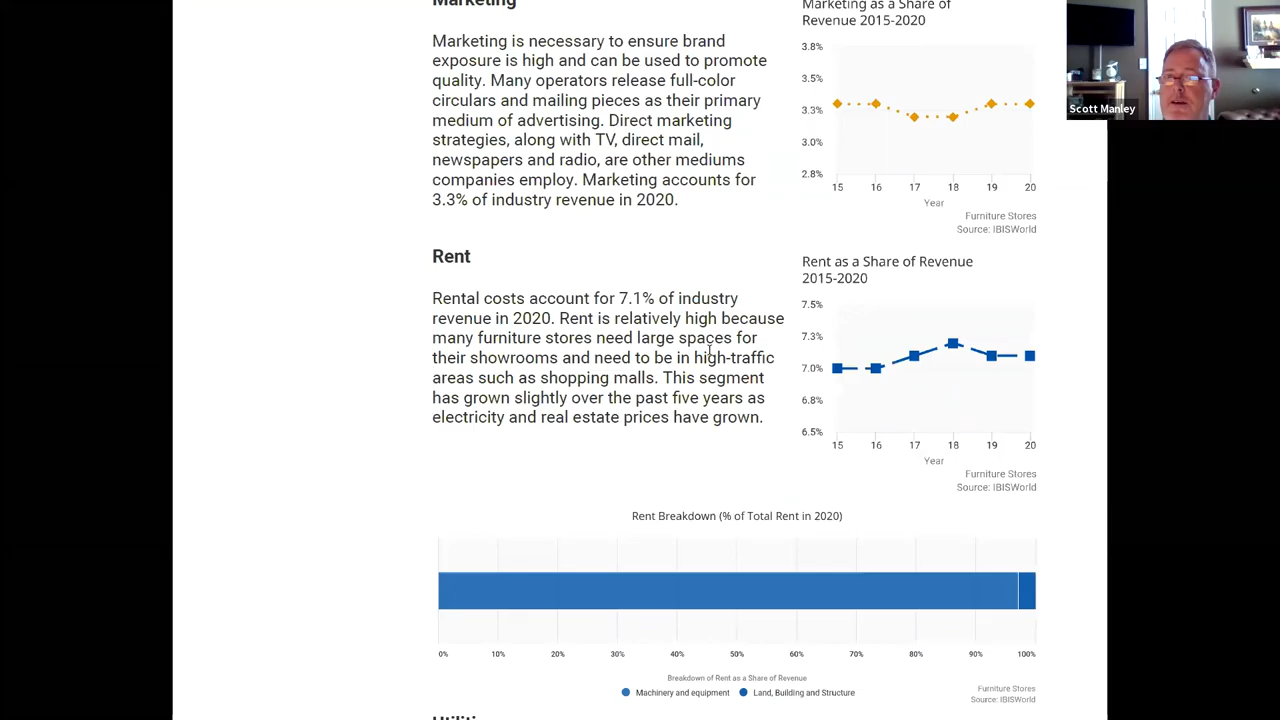 Marketing
Marketing is necessary to ensure brand
exposure is high and can be used to promote
quality. Many operators release full-color
circulars and mailing pieces as their primary
medium of advertising. Direct marketing
strategies, along with TV, direct mail,
newspapers and radio, are other mediums
companies employ. Marketing accounts for
3.3% of industry revenue in 2020.
Marketing as a Share of
Revenue 2015-2020
3.8%
3.5%
3.3%
3.0%
2.8%
15 16 17 18 19 20
Year
Furniture Stores
Source: IBISWorld
Scott Manley
Rent
Rental costs account for 7.1% of industry
revenue in 2020. Rent is relatively high because
many furniture stores need large spaces for
their showrooms and need to be in high-traffic
areas such as shopping malls. This segment
has grown slightly over the past five years as
electricity and real estate prices have grown.
Rent as a Share of Revenue
2015-2020
7.5%
7.3%
7.0%
6.8%
6.5%
15 16 17 18 19 20
Year
Furniture Stores
Source: IBISWorld
Rent Breakdown (% of Total Rent in 2020)
0% 10% 20% 30% 40% 50% 60% 70% 80% 90% 100%
Breakdown of Rent as a Share of Revenue
Machinery and equipment Land, Building and Structure
Furniture Stores
Source: IBISWorld